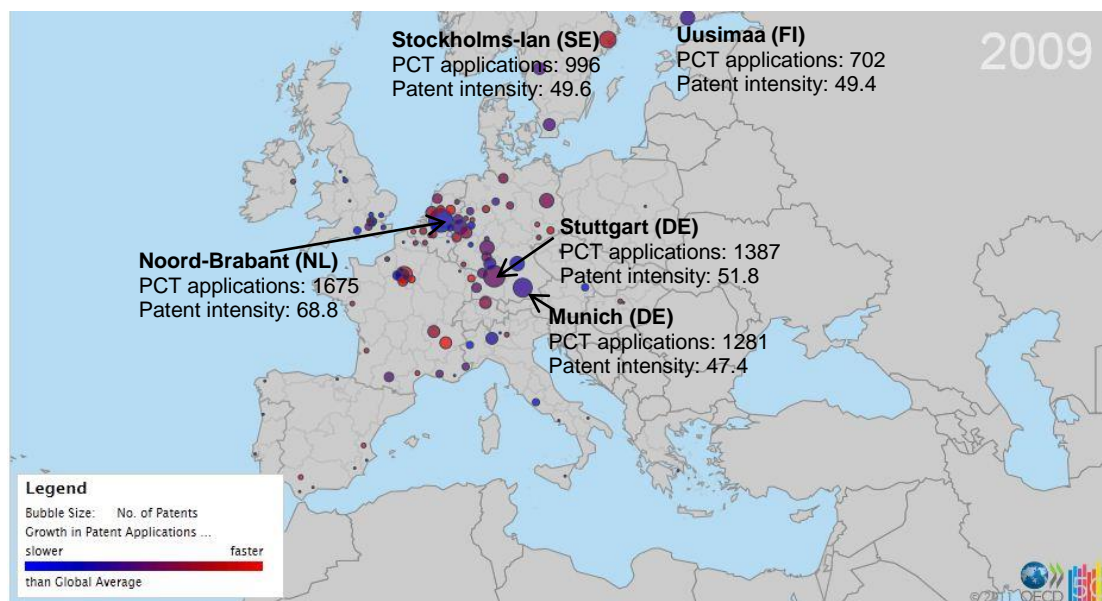 Stockholms-lan (SE)
PCT applications: 996
Patent intensity: 49.6
Uusimaa (FI)
PCT applications: 702
Patent intensity: 49.4
2009
Noord-Brabant (NL)
PCT applications: 1675
Patent intensity: 68.8
Stuttgart (DE)
PCT applications: 1387
Patent intensity: 51.8
Munich (DE)
PCT applications: 1281
Patent intensity: 47.4
Legend
Bubble Size: No. of Patents
Growth in Patent Applications ...
slower faster
than Global Average
OECD